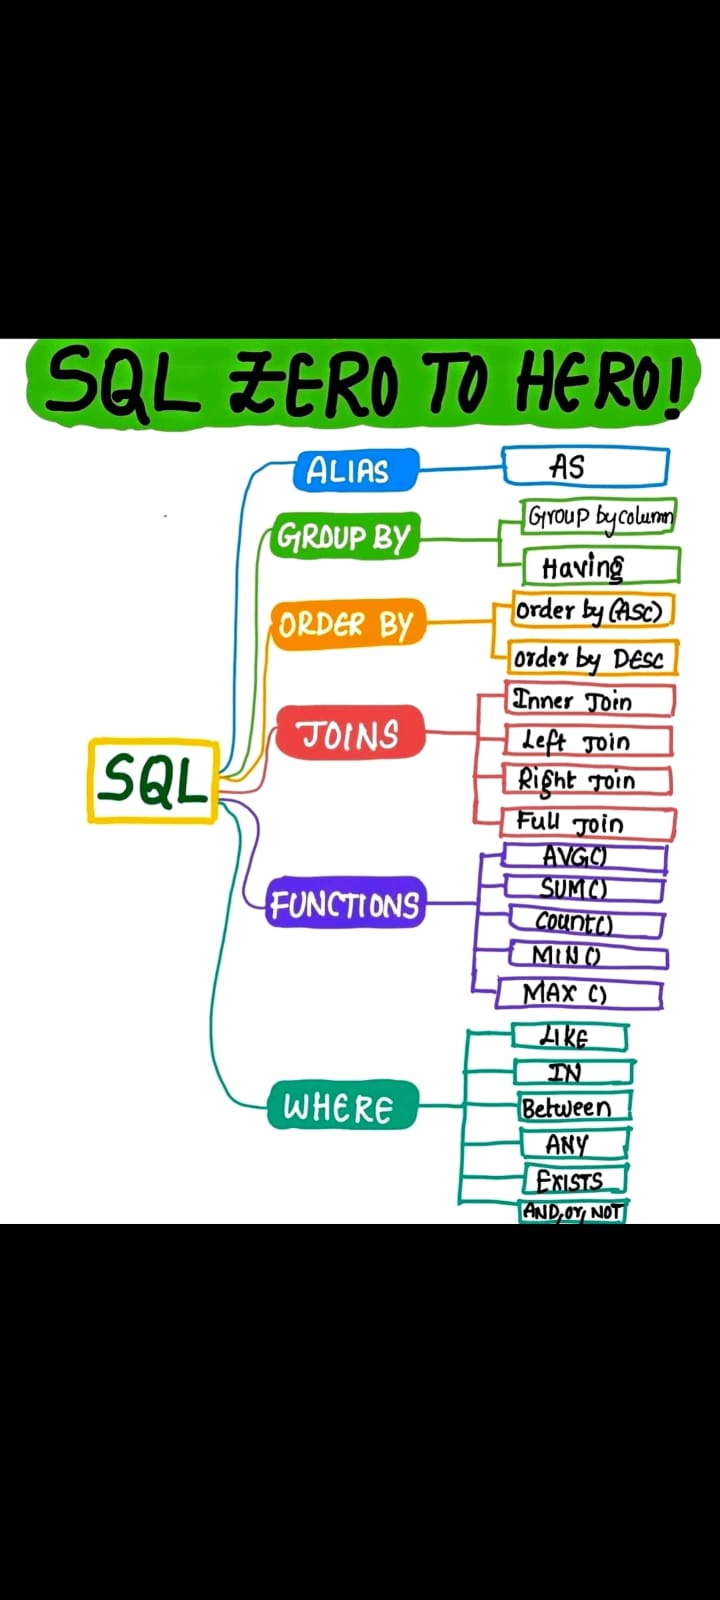 SQL ZERO TO HERO!
SQL
ALIAS
AS
GROUP BY
Group by column
Having
ORDER BY
Order by (ASC)
Order by DESC
JOINS
Inner Join
Left Join
Right Join
Full Join
FUNCTIONS
AVG()
SUM()
Count()
MIN()
MAX ()
WHERE
LIKE
IN
Between
ANY
EXISTS
AND, or, NOT